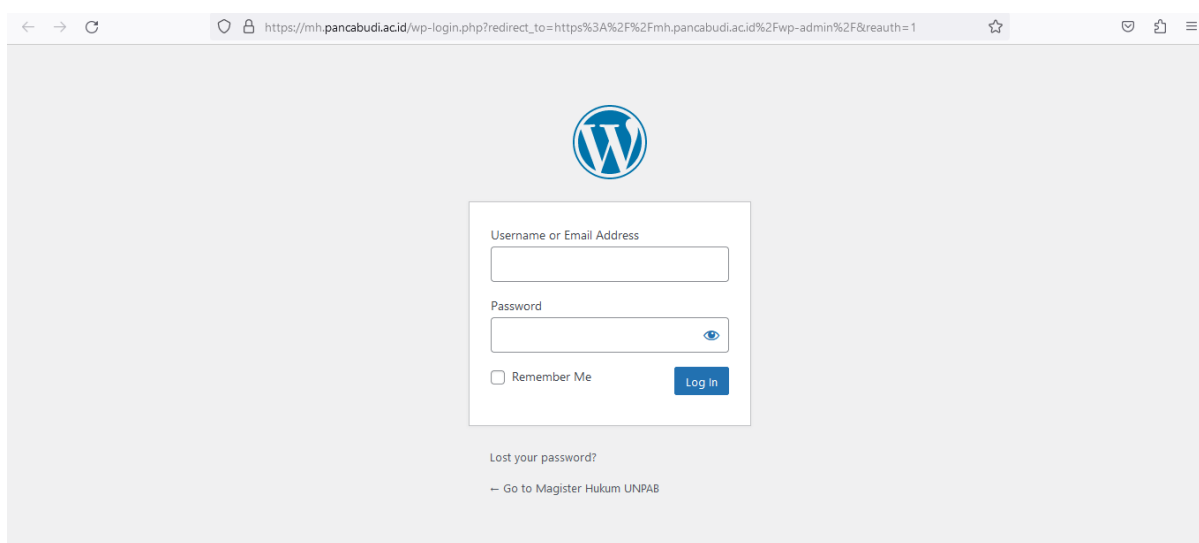 https://mh.pancabudi.ac.id/wp-login.php?redirect_to=https%3A%2F%2Fmh.pancabudi.ac.id%2Fwp-admin%2F&reauth=1
Username or Email Address
Password
Remember Me
Log In
Lost your password?
← Go to Magister Hukum UNPAB